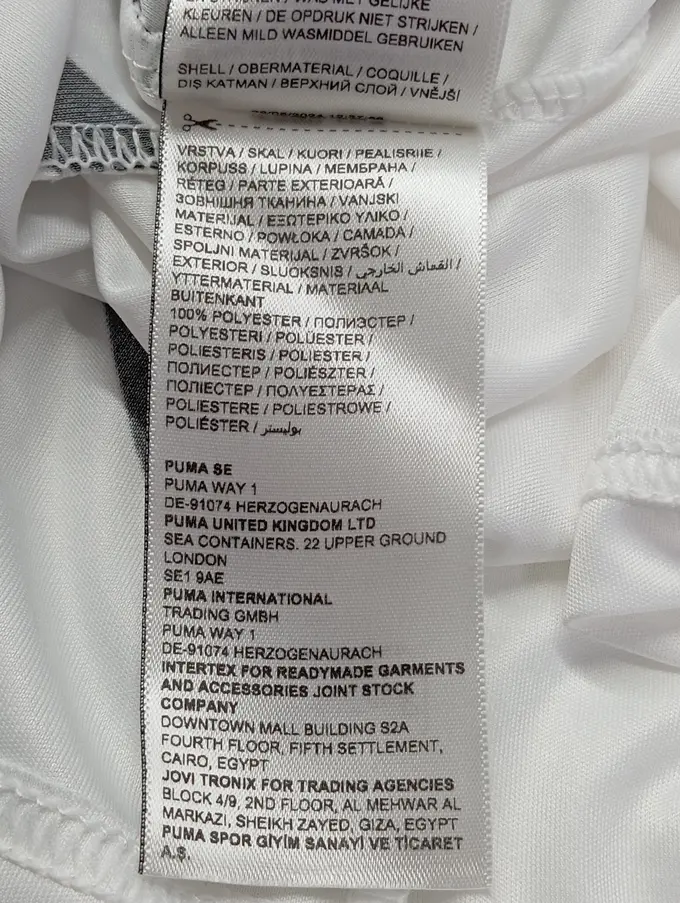 KLEUREN / DE OPDRUK NIET STRIJKEN /
ALLEEN MILD WASMIDDEL GEBRUIKEN
SHELL / OBERMATERIAL / COQUILLE /
DIŞ KATMAN / ВЕРХНИЙ СЛОЙ / VNĚJŠÍ
VRSTVA / SKAL / KUORI / PEALISRIIE /
KORPUSS / LUPINA / МЕМБРАНА /
RÉTEG / PARTE EXTERIOARĂ /
ЗОВНІШНЯ ТКАНИНА / VANJSKI
MATERIJAL / ΕΞΩΤΕΡΙΚΟ ΥΛΙΚΟ /
ESTERNO / POWŁOKA / CAMADA /
SPOLJNI MATERIJAL / ZVRŠOK /
EXTERIOR / SLUOKSNIS / القماش الخارجي /
YTTERMATERIAL / MATERIAAL
BUITENKANT
100% POLYESTER / ПОЛИЭСТЕР /
POLYESTERI / POLÜESTER /
POLIESTERIS / POLIESTER /
ПОЛИЕСТЕР / POLIÉSZTER /
ПОЛІЕСТЕР / ΠΟΛΥΕΣΤΕΡΑΣ /
POLIESTERE / POLIESTROWE /
POLIÉSTER / بوليستر
PUMA SE
PUMA WAY 1
DE-91074 HERZOGENAURACH
PUMA UNITED KINGDOM LTD
SEA CONTAINERS. 22 UPPER GROUND
LONDON
SE1 9AE
PUMA INTERNATIONAL
TRADING GMBH
PUMA WAY 1
DE-91074 HERZOGENAURACH
INTERTEX FOR READYMADE GARMENTS
AND ACCESSORIES JOINT STOCK
COMPANY
DOWNTOWN MALL BUILDING S2A
FOURTH FLOOR, FIFTH SETTLEMENT,
CAIRO, EGYPT
JOVI TRONIX FOR TRADING AGENCIES
BLOCK 4/9, 2ND FLOOR, AL MEHWAR AL
MARKAZI, SHEIKH ZAYED, GIZA, EGYPT
PUMA SPOR GİYİM SANAYİ VE TİCARET
A.Ş.